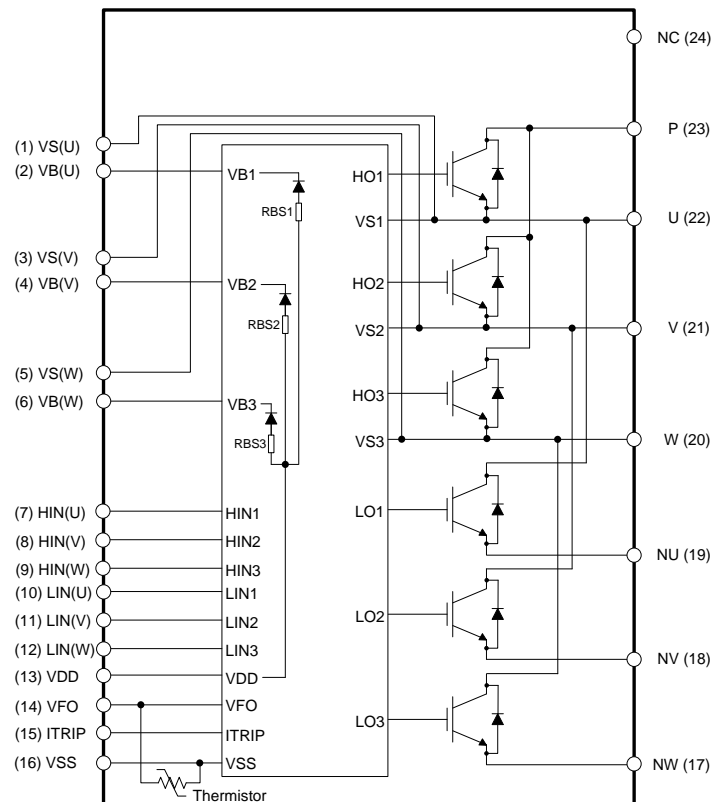 NC (24)
P (23)
(1) VS(U)
(2) VB(U)
VB1
HO1
RBS1
VS1
U (22)
(3) VS(V)
(4) VB(V)
VB2
HO2
RBS2
VS2
V (21)
(5) VS(W)
(6) VB(W)
VB3
HO3
RBS3
VS3
W (20)
(7) HIN(U)
HIN1
LO1
(8) HIN(V)
HIN2
NU (19)
(9) HIN(W)
HIN3
(10) LIN(U)
LIN1
(11) LIN(V)
LIN2
LO2
(12) LIN(W)
LIN3
NV (18)
(13) VDD
VDD
(14) VFO
VFO
LO3
(15) ITRIP
ITRIP
(16) VSS
VSS
NW (17)
Thermistor